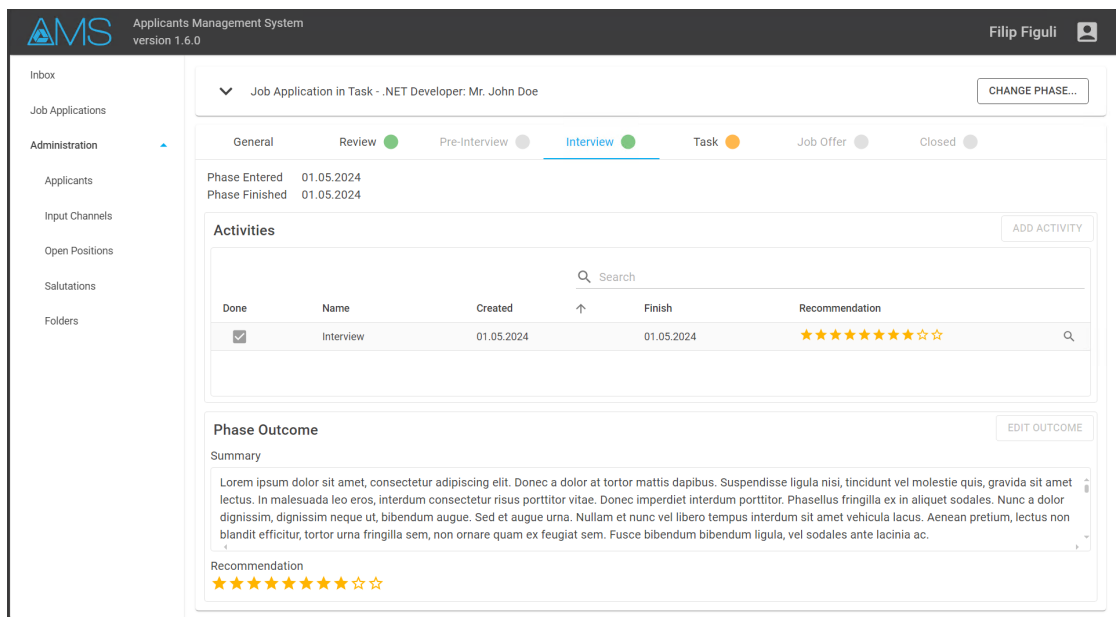 AMS
Applicants Management System
version 1.6.0
Filip Figuli
Inbox
Job Applications
Administration
Applicants
Input Channels
Open Positions
Salutations
Folders
Job Application in Task - .NET Developer: Mr. John Doe
CHANGE PHASE...
General Review Pre-Interview Interview Task Job Offer Closed
Phase Entered 01.05.2024
Phase Finished 01.05.2024
Activities
ADD ACTIVITY
Search
Done Name Created Finish Recommendation
Interview 01.05.2024 01.05.2024
Phase Outcome
EDIT OUTCOME
Summary
Lorem ipsum dolor sit amet, consectetur adipiscing elit. Donec a dolor at tortor mattis dapibus. Suspendisse ligula nisi, tincidunt vel molestie quis, gravida sit amet
lectus. In malesuada leo eros, interdum consectetur risus porttitor vitae. Donec imperdiet interdum porttitor. Phasellus fringilla ex in aliquet sodales. Nunc a dolor
dignissim, dignissim neque ut, bibendum augue. Sed et augue urna. Nullam et nunc vel libero tempus interdum sit amet vehicula lacus. Aenean pretium, lectus non
blandit efficitur, tortor urna fringilla sem, non ornare quam ex feugiat sem. Fusce bibendum bibendum ligula, vel sodales ante lacinia ac.
Recommendation